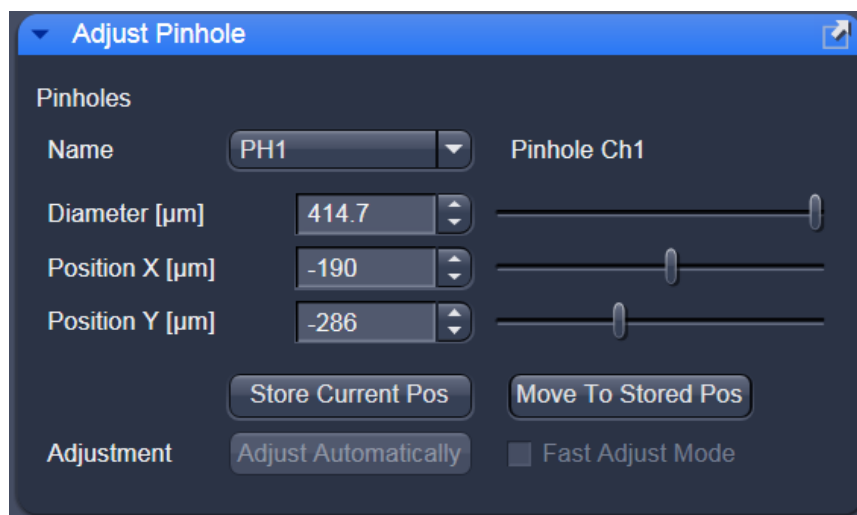 Adjust Pinhole
Pinholes
Name PH1 Pinhole Ch1
Diameter [µm] 414.7
Position X [µm] -190
Position Y [µm] -286
Store Current Pos Move To Stored Pos
Adjustment Adjust Automatically Fast Adjust Mode